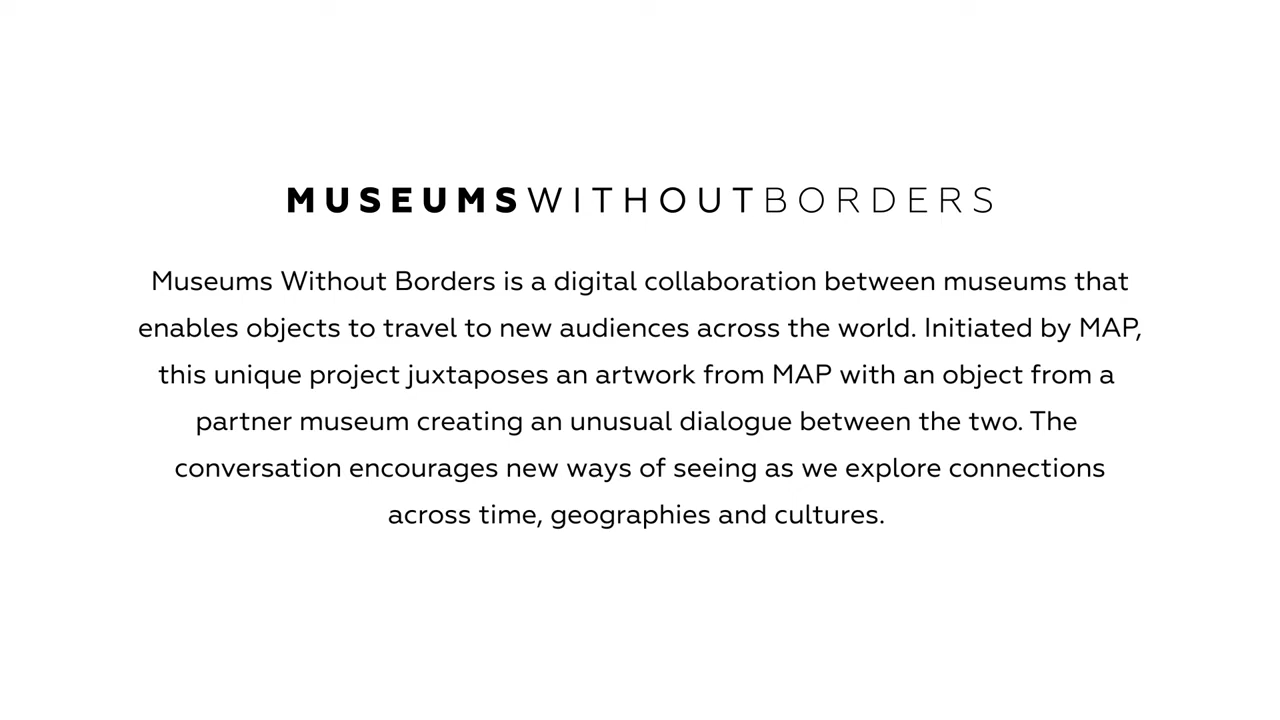 MUSEUMSWITHOUTBORDERS
Museums Without Borders is a digital collaboration between museums that
enables objects to travel to new audiences across the world. Initiated by MAP,
this unique project juxtaposes an artwork from MAP with an object from a
partner museum creating an unusual dialogue between the two. The
conversation encourages new ways of seeing as we explore connections
across time, geographies and cultures.